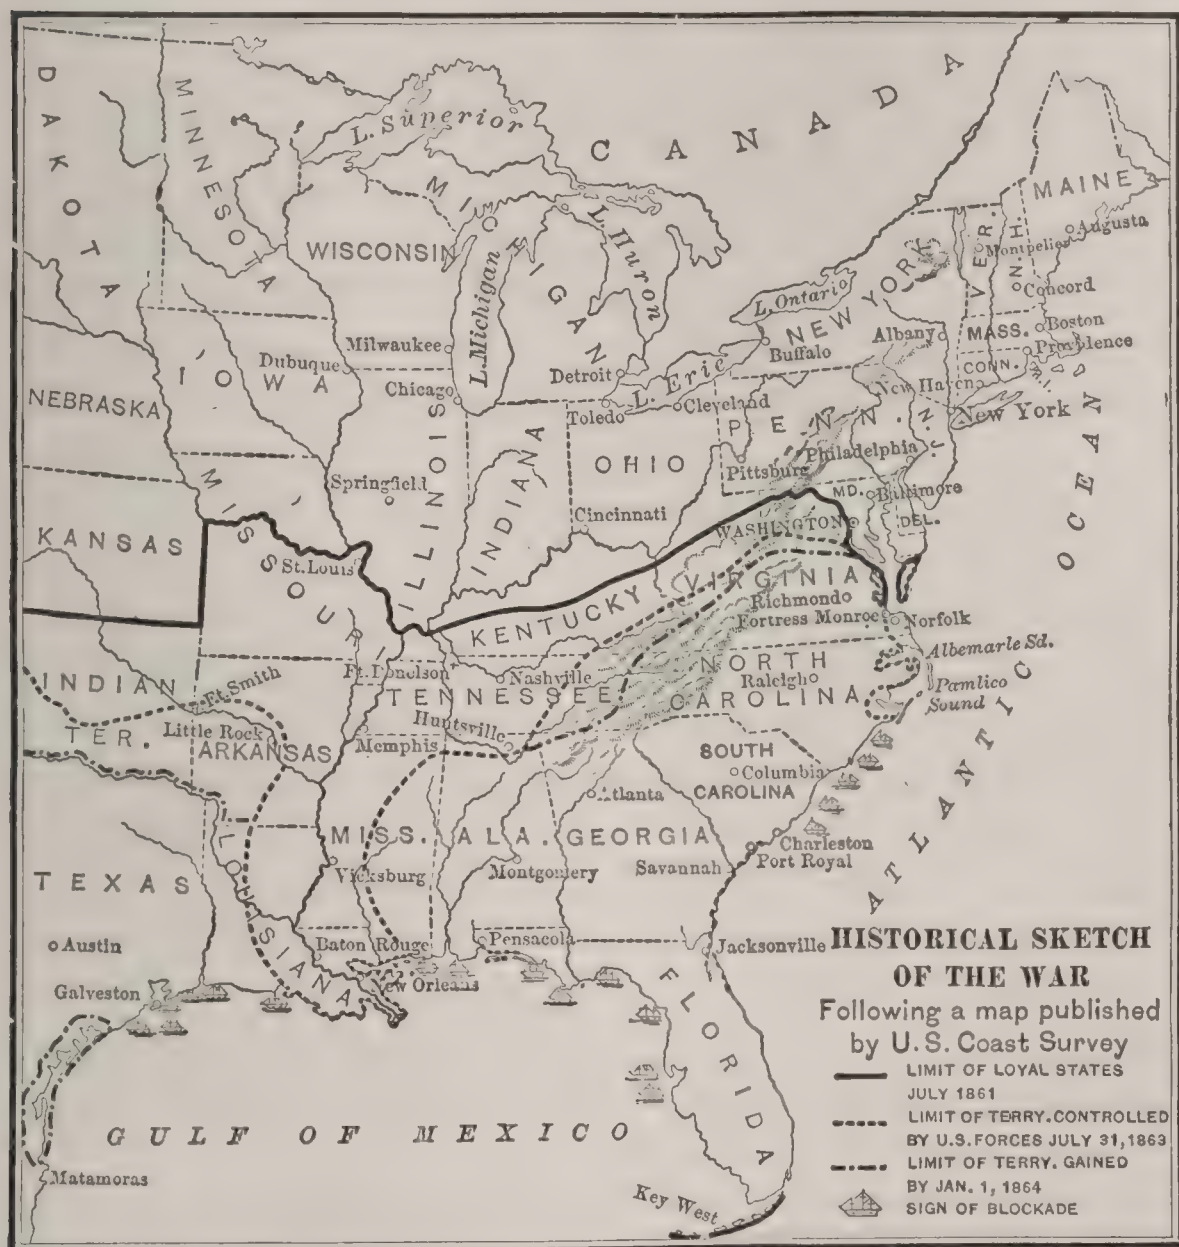 CANADA
DAKOTA
MINNESOTA
L. Superior
MICHIGAN
WISCONSIN
L. Michigan
L. Huron
MAINE
Augusta
VER.
Montpelier
N.H.
Concord
L. Ontario
NEW YORK
Albany
MASS.
Boston
Providence
CONN.
New Haven
New York
Buffalo
Milwaukee
Dubuque
IOWA
Chicago
Detroit
L. Erie
Toledo
Cleveland
NEBRASKA
PENN.
N.J.
Philadelphia
Pittsburg
OHIO
INDIANA
ILLINOIS
Springfield
MD.
Baltimore
WASHINGTON
DEL.
Cincinnati
KANSAS
MISSOURI
St. Louis
KENTUCKY
VIRGINIA
Richmond
Fortress Monroe
Norfolk
Albemarle Sd.
Pamlico
Sound
INDIAN
TER.
Ft. Smith
Ft. Donelson
Nashville
TENNESSEE
NORTH
CAROLINA
Raleigh
Little Rock
ARKANSAS
Memphis
Huntsville
SOUTH
CAROLINA
Columbia
Atlanta
MISS.
ALA.
GEORGIA
Charleston
Port Royal
Savannah
Vicksburg
Montgomery
TEXAS
Austin
LOUISIANA
Baton Rouge
New Orleans
Pensacola
Jacksonville
Galveston
FLORIDA
ATLANTIC
OCEAN
GULF OF MEXICO
Matamoras
Key West
HISTORICAL SKETCH
OF THE WAR
Following a map published
by U.S. Coast Survey
LIMIT OF LOYAL STATES
JULY 1861
LIMIT OF TERRY. CONTROLLED
BY U.S. FORCES JULY 31, 1863
LIMIT OF TERRY. GAINED
BY JAN. 1, 1864
SIGN OF BLOCKADE